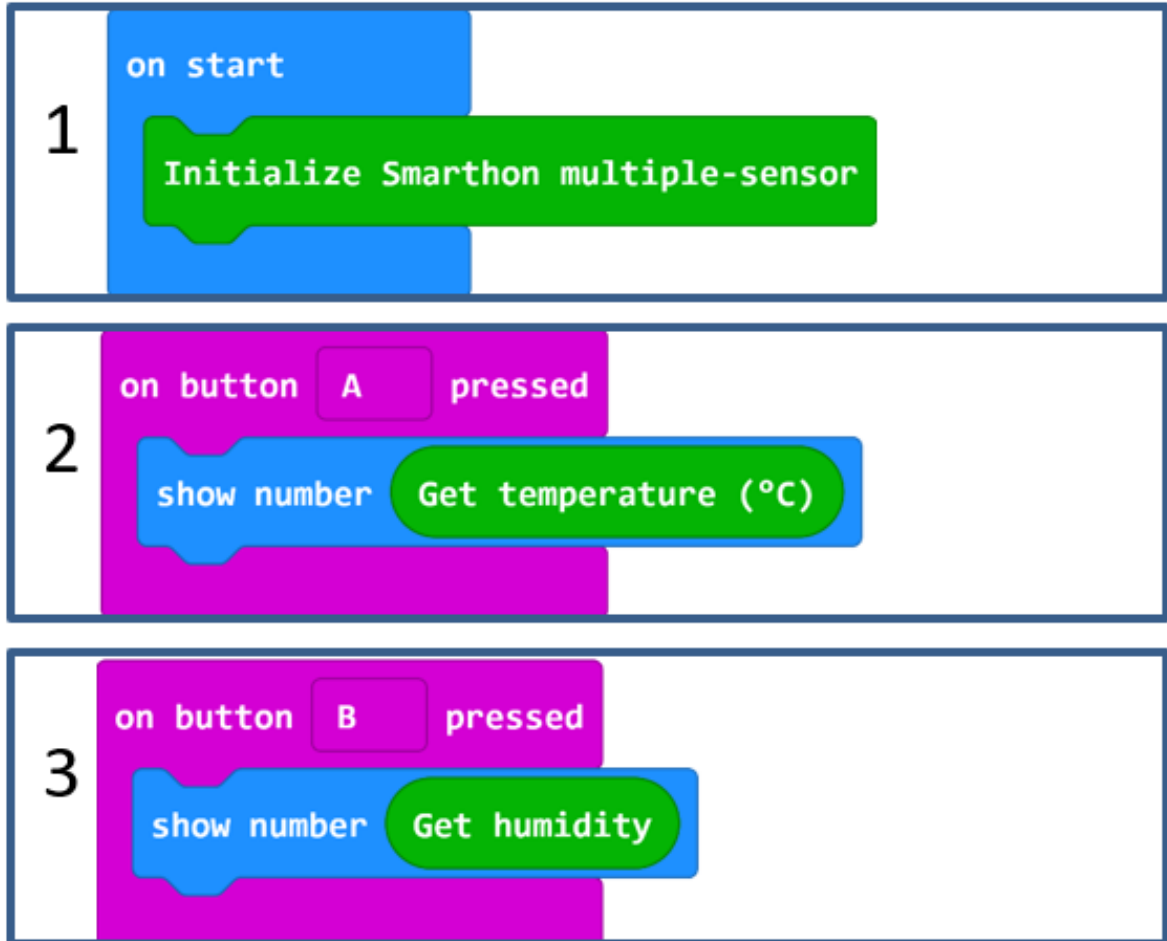 1
on start
Initialize Smarthon multiple-sensor
2
on button A pressed
show number Get temperature (°C)
3
on button B pressed
show number Get humidity